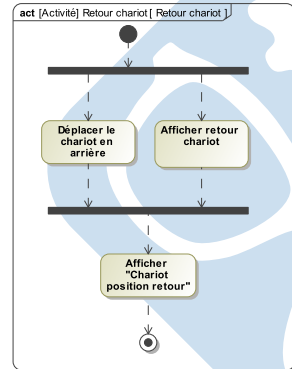 act [Activité] Retour chariot[ Retour chariot ]
Déplacer le
chariot en
arrière
Afficher retour
chariot
Afficher
"Chariot
position retour"